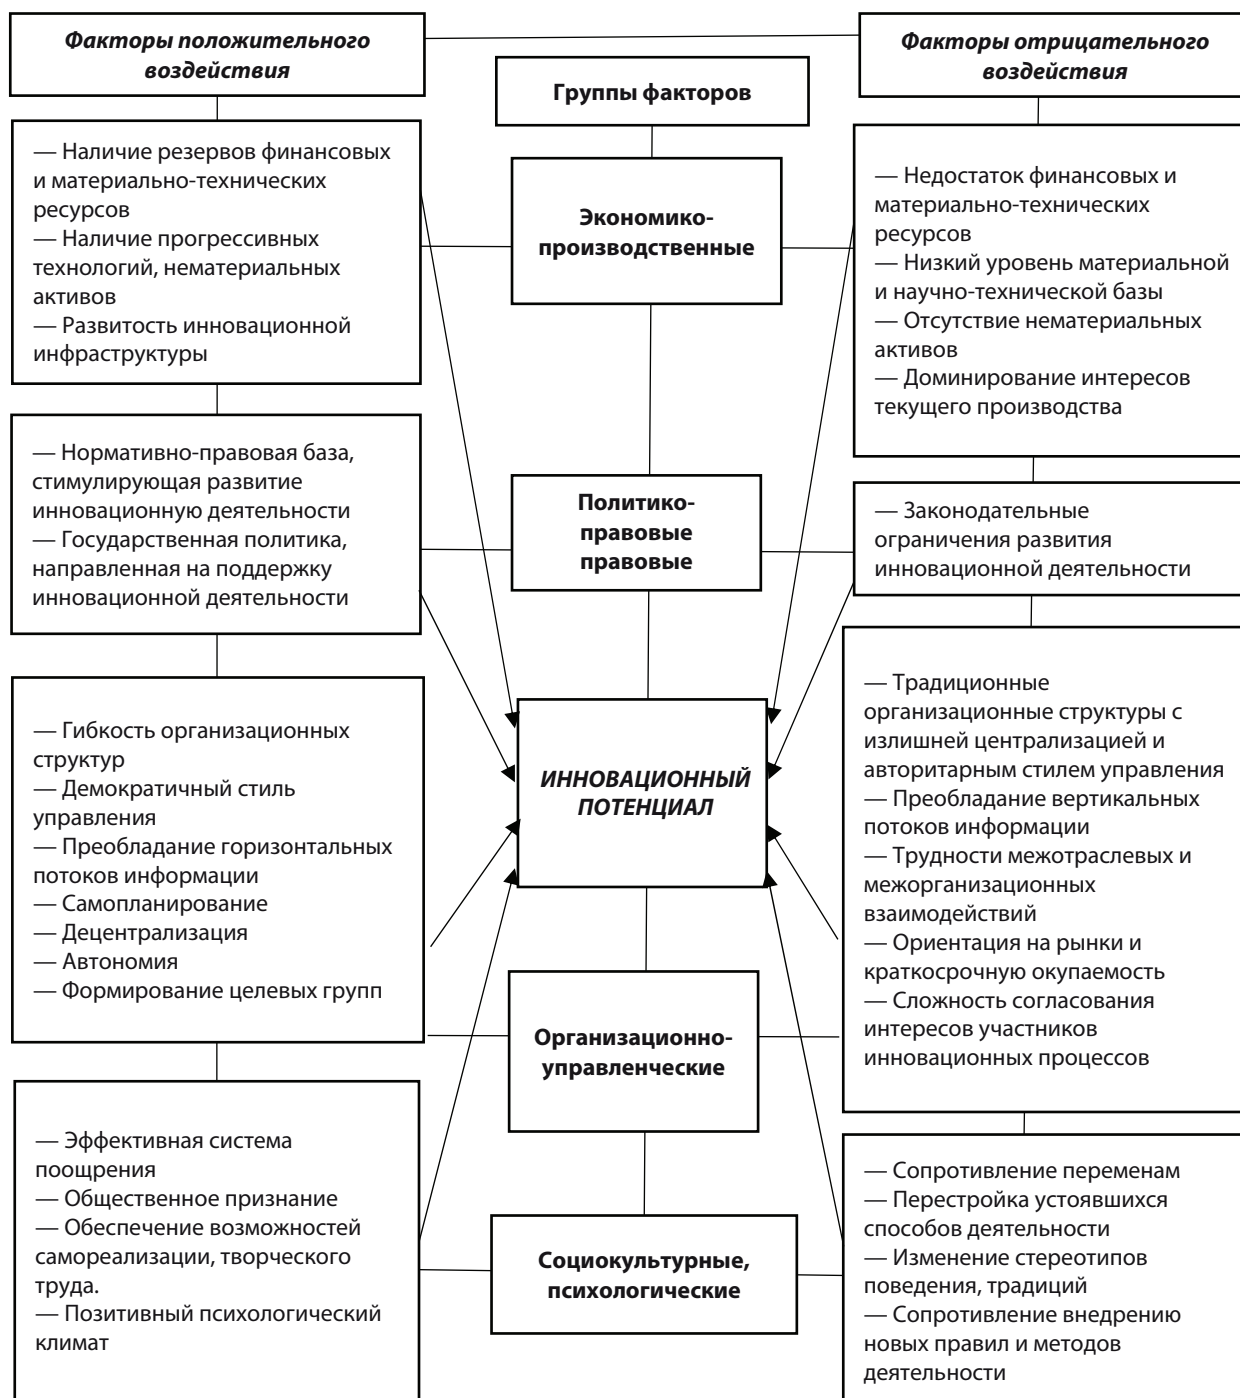 Факторы положительного
воздействия
Группы факторов
Факторы отрицательного
воздействия
— Наличие резервов финансовых
и материально-технических
ресурсов
— Наличие прогрессивных
технологий, нематериальных
активов
— Развитость инновационной
инфраструктуры
Экономико-
производственные
— Недостаток финансовых и
материально-технических
ресурсов
— Низкий уровень материальной
и научно-технической базы
— Отсутствие нематериальных
активов
— Доминирование интересов
текущего производства
— Нормативно-правовая база,
стимулирующая развитие
инновационную деятельности
— Государственная политика,
направленная на поддержку
инновационной деятельности
Политико-
правовые
правовые
— Законодательные
ограничения развития
инновационной деятельности
— Гибкость организационных
структур
— Демократичный стиль
управления
— Преобладание горизонтальных
потоков информации
— Самопланирование
— Децентрализация
— Автономия
— Формирование целевых групп
ИННОВАЦИОННЫЙ
ПОТЕНЦИАЛ
Организационно-
управленческие
— Традиционные
организационные структуры с
излишней централизацией и
авторитарным стилем управления
— Преобладание вертикальных
потоков информации
— Трудности межотраслевых и
межорганизационных
взаимодействий
— Ориентация на рынки и
краткосрочную окупаемость
— Сложность согласования
интересов участников
инновационных процессов
— Эффективная система
поощрения
— Общественное признание
— Обеспечение возможностей
самореализации, творческого
труда.
— Позитивный психологический
климат
Социокультурные,
психологические
— Сопротивление переменам
— Перестройка устоявшихся
способов деятельности
— Изменение стереотипов
поведения, традиций
— Сопротивление внедрению
новых правил и методов
деятельности